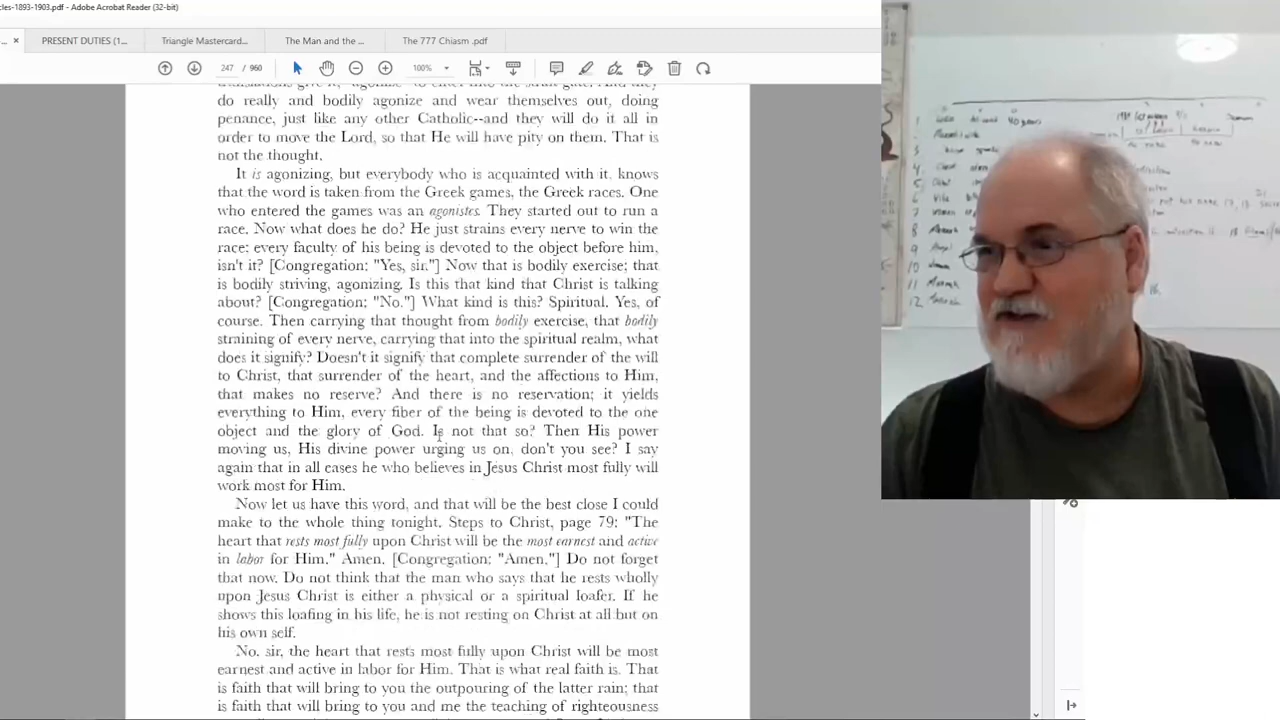 cles-1893-1903.pdf - Adobe Acrobat Reader (32-bit)
... × PRESENT DUTIES (1... Triangle Mastercard... The Man and the ... The 777 Chiasm .pdf
247 / 960 100%
do really and bodily agonize and wear themselves out, doing
penance, just like any other Catholic--and they will do it all in
order to move the Lord, so that He will have pity on them. That is
not the thought.
It is agonizing, but everybody who is acquainted with it. knows
that the word is taken from the Greek games, the Greek races. One
who entered the games was an agonistes. They started out to run a
race. Now what does he do? He just strains every nerve to win the
race; every faculty of his being is devoted to the object before him,
isn't it? [Congregation: "Yes, sir."] Now that is bodily exercise; that
is bodily striving, agonizing. Is this that kind that Christ is talking
about? [Congregation: "No."] What kind is this? Spiritual. Yes, of
course. Then carrying that thought from bodily exercise, that bodily
straining of every nerve, carrying that into the spiritual realm, what
does it signify? Doesn't it signify that complete surrender of the will
to Christ, that surrender of the heart, and the affections to Him,
that makes no reserve? And there is no reservation; it yields
everything to Him, every fiber of the being is devoted to the one
object and the glory of God. Is not that so? Then His power
moving us, His divine power urging us on, don't you see? I say
again that in all cases he who believes in Jesus Christ most fully will
work most for Him.
Now let us have this word, and that will be the best close I could
make to the whole thing tonight. Steps to Christ, page 79: "The
heart that rests most fully upon Christ will be the most earnest and active
in labor for Him." Amen. [Congregation: "Amen."] Do not forget
that now. Do not think that the man who says that he rests wholly
upon Jesus Christ is either a physical or a spiritual loafer. If he
shows this loafing in his life, he is not resting on Christ at all but on
his own self.
No. sir, the heart that rests most fully upon Christ will be most
earnest and active in labor for Him. That is what real faith is. That
is faith that will bring to you the outpouring of the latter rain; that
is faith that will bring to you and me the teaching of righteousness
40 years
1
2
3
4
5
6
7
8
9
10
11
12